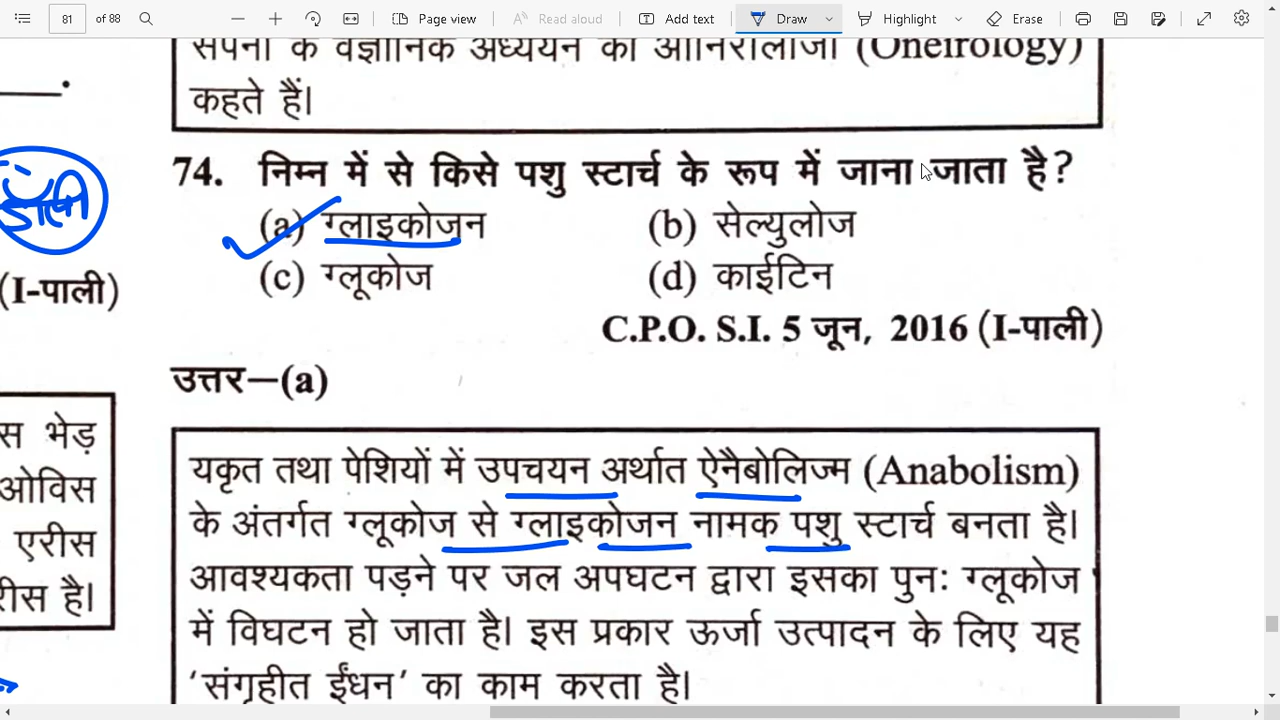 81 of 88 Page view Read aloud Add text Draw Highlight Erase
सपनों के वैज्ञानिक अध्ययन को ओनिरोलॉजी (Oneirology)
कहते हैं।
74. निम्न में से किसे पशु स्टार्च के रूप में जाना जाता है?
(a) ग्लाइकोजन (b) सेल्युलोज
(c) ग्लूकोज (d) काईटिन
(I-पाली)
C.P.O. S.I. 5 जून, 2016 (I-पाली)
उत्तर—(a)
स भेड़
ओविस
एरीस
रीस है।
यकृत तथा पेशियों में उपचयन अर्थात ऐनैबोलिज्म (Anabolism)
के अंतर्गत ग्लूकोज से ग्लाइकोजन नामक पशु स्टार्च बनता है।
आवश्यकता पड़ने पर जल अपघटन द्वारा इसका पुनः ग्लूकोज
में विघटन हो जाता है। इस प्रकार ऊर्जा उत्पादन के लिए यह
‘संगृहीत ईंधन’ का काम करता है।